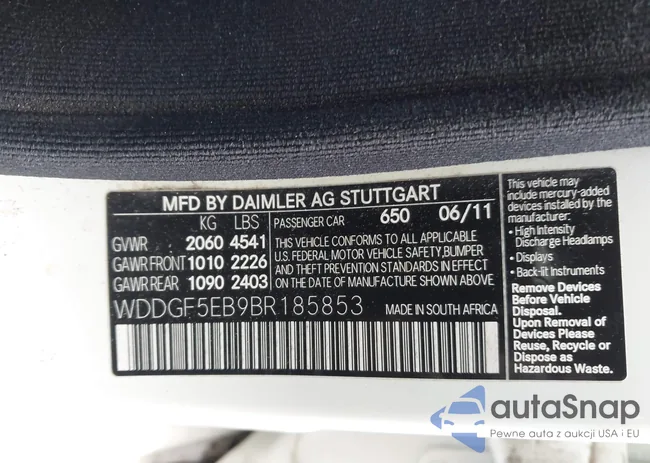 MFD BY DAIMLER AG STUTTGART
KG LBS
PASSENGER CAR 650 06/11
GVWR 2060 4541
GAWR FRONT 1010 2226
GAWR REAR 1090 2403
THIS VEHICLE CONFORMS TO ALL APPLICABLE
U.S. FEDERAL MOTOR VEHICLE SAFETY, BUMPER
AND THEFT PREVENTION STANDARDS IN EFFECT
ON THE DATE OF MANUFACTURE SHOWN ABOVE
WDDGF5EB9BR185853 MADE IN SOUTH AFRICA
This vehicle may
include mercury-added
devices installed by the
manufacturer:
• High Intensity
Discharge Headlamps
• Displays
• Back-lit Instruments
Remove Devices
Before Vehicle
Disposal.
Upon Removal of
Devices Please
Reuse, Recycle or
Dispose as
Hazardous Waste.
autaSnap
Pewne auta z aukcji USA i EU